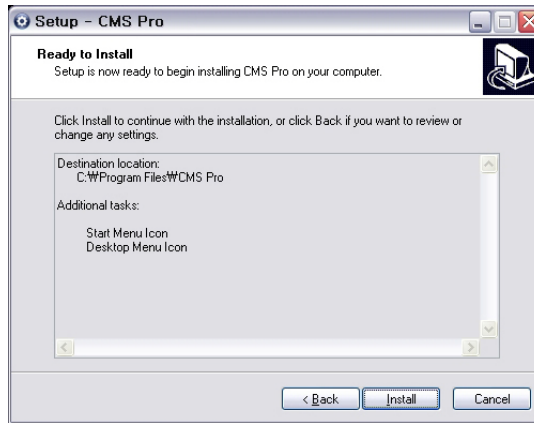 Setup - CMS Pro
Ready to Install
Setup is now ready to begin installing CMS Pro on your computer.
Click Install to continue with the installation, or click Back if you want to review or
change any settings.
Destination location:
C:₩Program Files₩CMS Pro
Additional tasks:
Start Menu Icon
Desktop Menu Icon
< Back
Install
Cancel